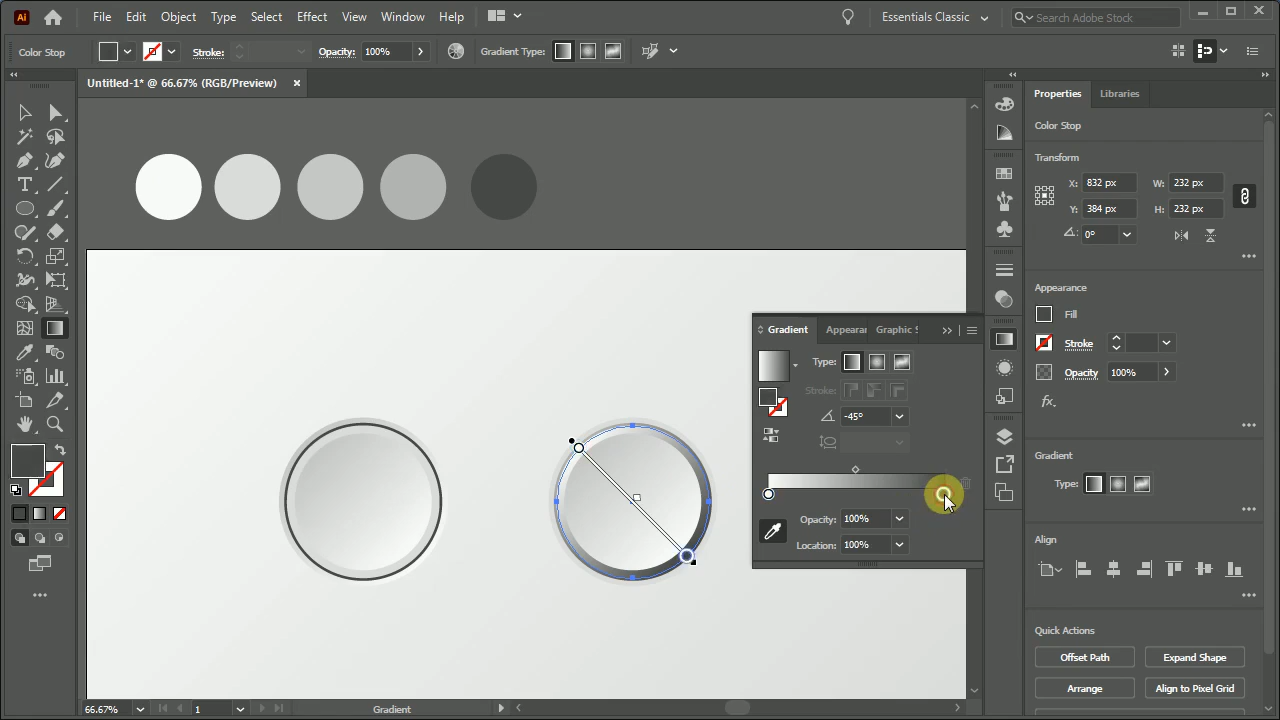 Ai File Edit Object Type Select Effect View Window Help Essentials Classic Search Adobe Stock
Color Stop Stroke: Opacity: 100% Gradient Type:
Untitled-1* @ 66.67% (RGB/Preview) ×
Properties Libraries
Color Stop
Transform
X: 832 px W: 232 px
Y: 384 px H: 232 px
0°
Appearance
Fill
Stroke
Opacity 100%
fx.
Gradient
Type:
Align
Quick Actions
Offset Path Expand Shape
Arrange Align to Pixel Grid
Gradient Appearan Graphic S
Type:
Stroke:
-45°
Opacity: 100%
Location: 100%
66.67% 1 Gradient